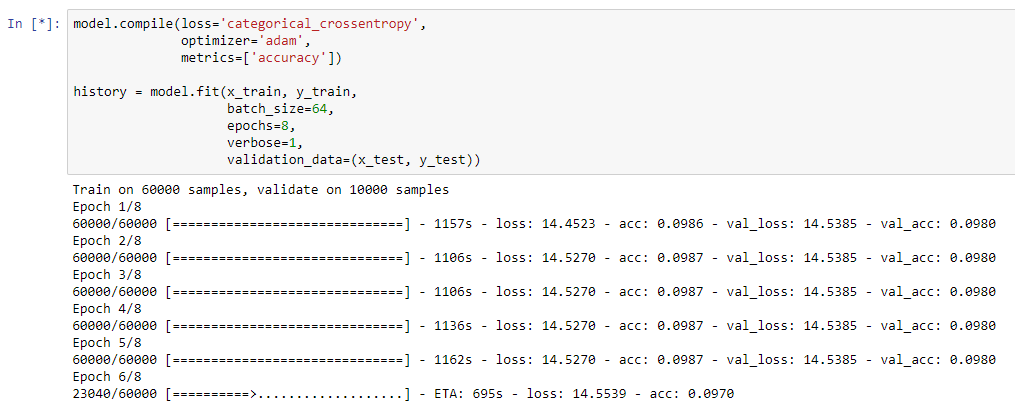 In [*]: model.compile(loss='categorical_crossentropy',
optimizer='adam',
metrics=['accuracy'])
history = model.fit(x_train, y_train,
batch_size=64,
epochs=8,
verbose=1,
validation_data=(x_test, y_test))
Train on 60000 samples, validate on 10000 samples
Epoch 1/8
60000/60000 [==============================] - 1157s - loss: 14.4523 - acc: 0.0986 - val_loss: 14.5385 - val_acc: 0.0980
Epoch 2/8
60000/60000 [==============================] - 1106s - loss: 14.5270 - acc: 0.0987 - val_loss: 14.5385 - val_acc: 0.0980
Epoch 3/8
60000/60000 [==============================] - 1106s - loss: 14.5270 - acc: 0.0987 - val_loss: 14.5385 - val_acc: 0.0980
Epoch 4/8
60000/60000 [==============================] - 1136s - loss: 14.5270 - acc: 0.0987 - val_loss: 14.5385 - val_acc: 0.0980
Epoch 5/8
60000/60000 [==============================] - 1162s - loss: 14.5270 - acc: 0.0987 - val_loss: 14.5385 - val_acc: 0.0980
Epoch 6/8
23040/60000 [==========>...................] - ETA: 695s - loss: 14.5539 - acc: 0.0970